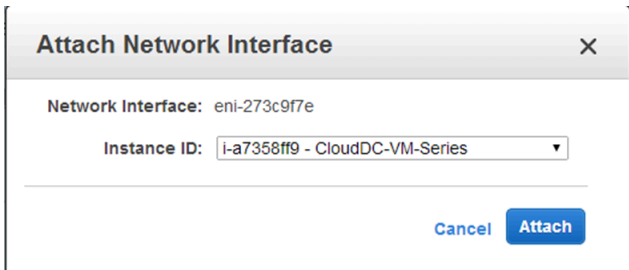 Attach Network Interface
Network Interface: eni-273c9f7e
Instance ID: i-a7358ff9 - CloudDC-VM-Series
Cancel Attach